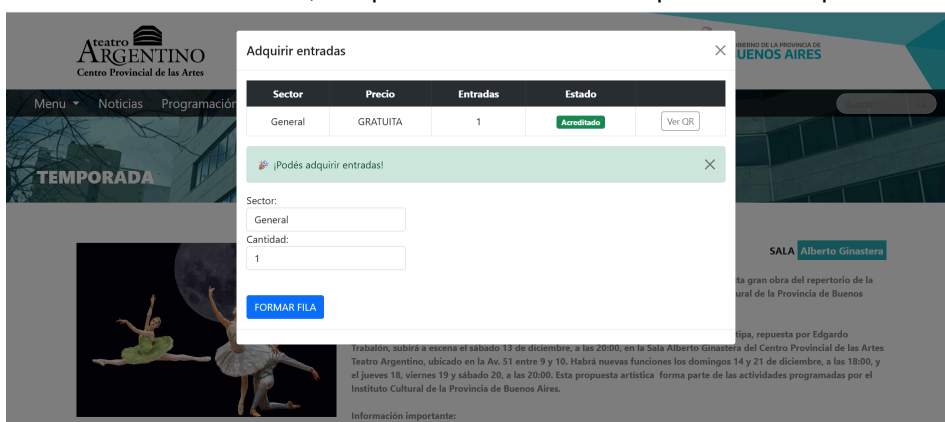 teatro
ARGENTINO
Centro Provincial de las Artes
BUENOS AIRES
Menu Noticias Programación
TEMPORADA
Adquirir entradas
Sector Precio Entradas Estado
General GRATUITA 1 Acreditado Ver QR
🎉 ¡Podés adquirir entradas!
Sector:
General
Cantidad:
1
FORMAR FILA
SALA Alberto Ginastera
ta gran obra del repertorio de la
ural de la Provincia de Buenos
tipa, repuesta por Edgardo
Trabalón, subirá a escena el sábado 13 de diciembre, a las 20:00, en la Sala Alberto Ginastera del Centro Provincial de las Artes
Teatro Argentino, ubicado en la Av. 51 entre 9 y 10. Habrá nuevas funciones los domingos 14 y 21 de diciembre, a las 18:00, y
el jueves 18, viernes 19 y sábado 20, a las 20:00. Esta propuesta artística forma parte de las actividades programadas por el
Instituto Cultural de la Provincia de Buenos Aires.
Información importante: